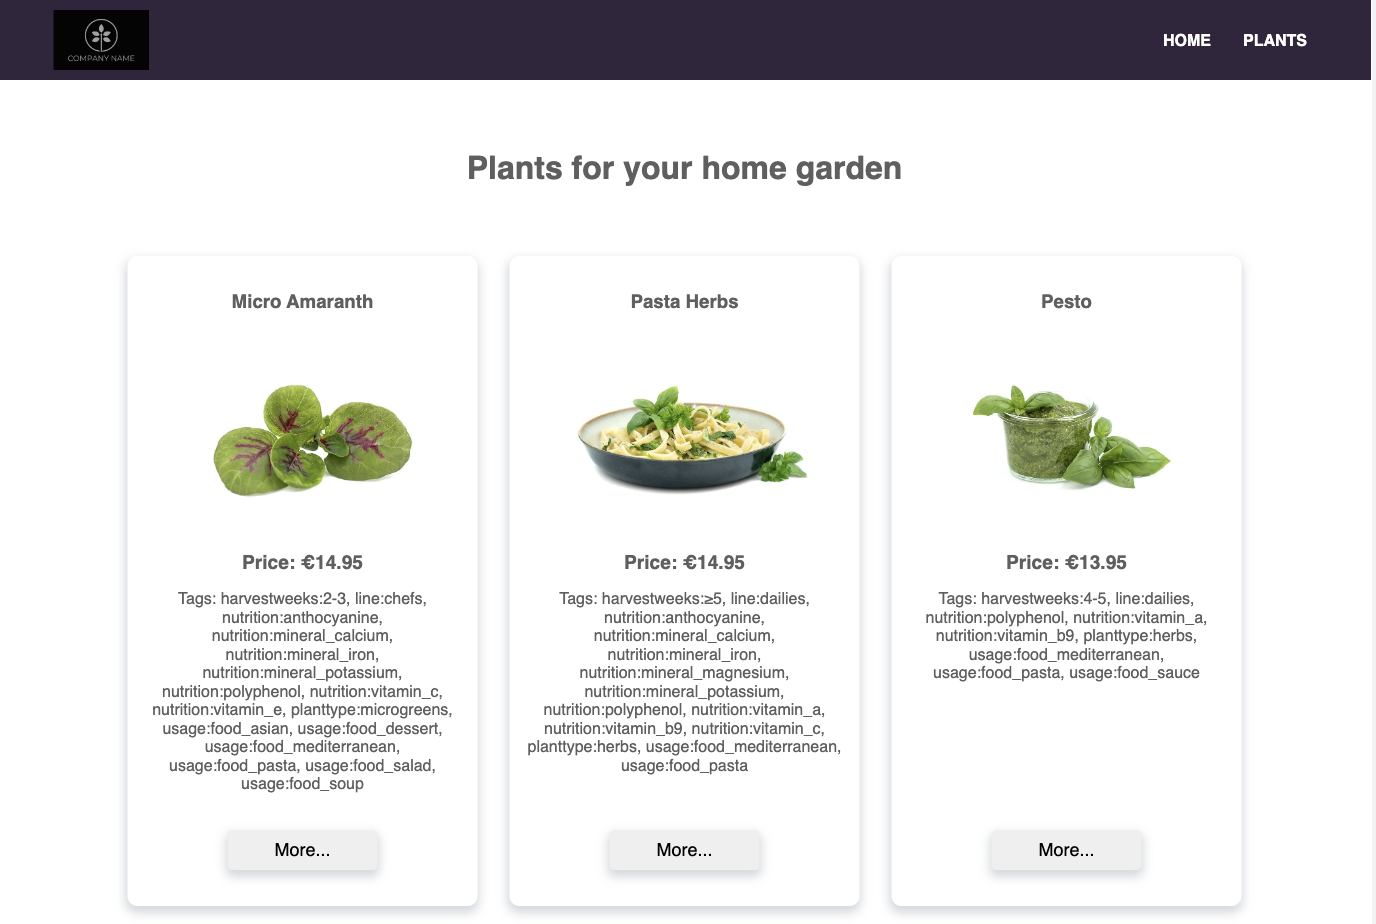 COMPANY NAME
HOME PLANTS
Plants for your home garden
Micro Amaranth
Price: €14.95
Tags: harvestweeks:2-3, line:chefs,
nutrition:anthocyanine,
nutrition:mineral_calcium,
nutrition:mineral_iron,
nutrition:mineral_potassium,
nutrition:polyphenol, nutrition:vitamin_c,
nutrition:vitamin_e, planttype:microgreens,
usage:food_asian, usage:food_dessert,
usage:food_mediterranean,
usage:food_pasta, usage:food_salad,
usage:food_soup
More...
Pasta Herbs
Price: €14.95
Tags: harvestweeks:≥5, line:dailies,
nutrition:anthocyanine,
nutrition:mineral_calcium,
nutrition:mineral_iron,
nutrition:mineral_magnesium,
nutrition:mineral_potassium,
nutrition:polyphenol, nutrition:vitamin_a,
nutrition:vitamin_b9, nutrition:vitamin_c,
planttype:herbs, usage:food_mediterranean,
usage:food_pasta
More...
Pesto
Price: €13.95
Tags: harvestweeks:4-5, line:dailies,
nutrition:polyphenol, nutrition:vitamin_a,
nutrition:vitamin_b9, planttype:herbs,
usage:food_mediterranean,
usage:food_pasta, usage:food_sauce
More...